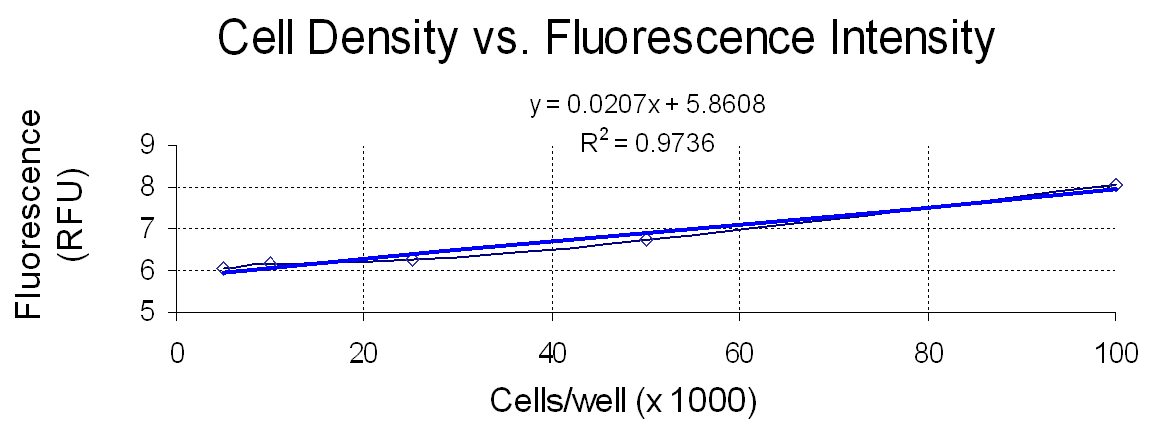 Cell Density vs. Fluorescence Intensity
y = 0.0207x + 5.8608
R² = 0.9736
Fluorescence
(RFU)
9
8
7
6
5
0 20 40 60 80 100
Cells/well (x 1000)